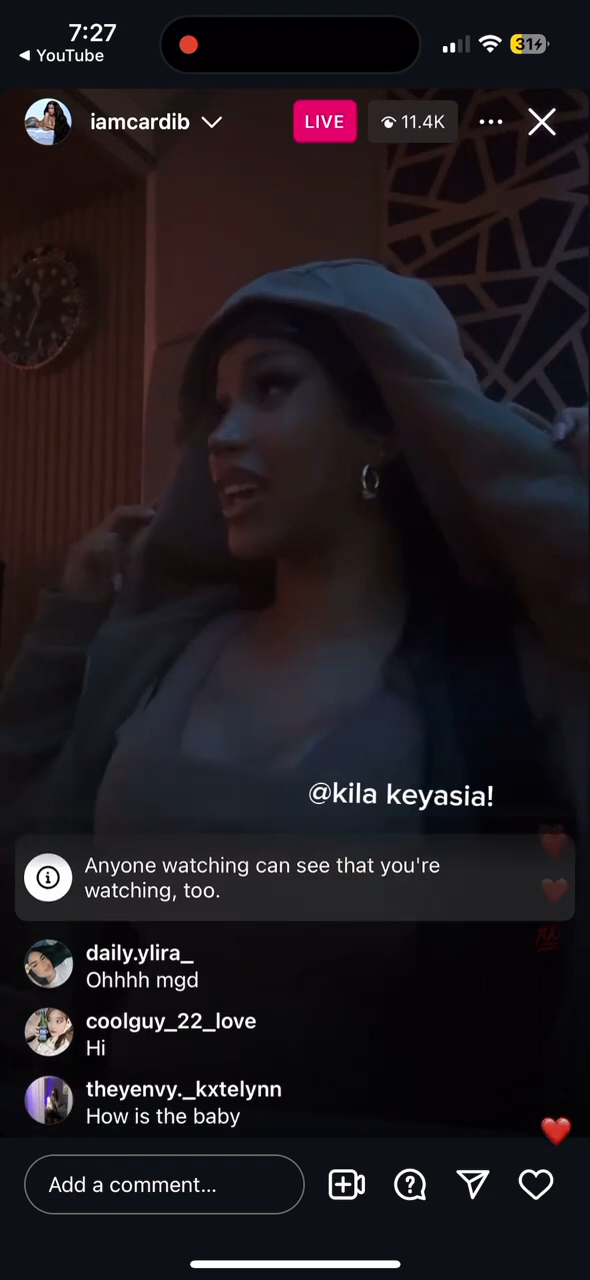 7:27
31
◀ YouTube
iamcardib
LIVE
11.4K
@kila keyasia!
Anyone watching can see that you're
watching, too.
daily.ylira_
Ohhhh mgd
coolguy_22_love
Hi
theyenvy._kxtelynn
How is the baby
Add a comment...